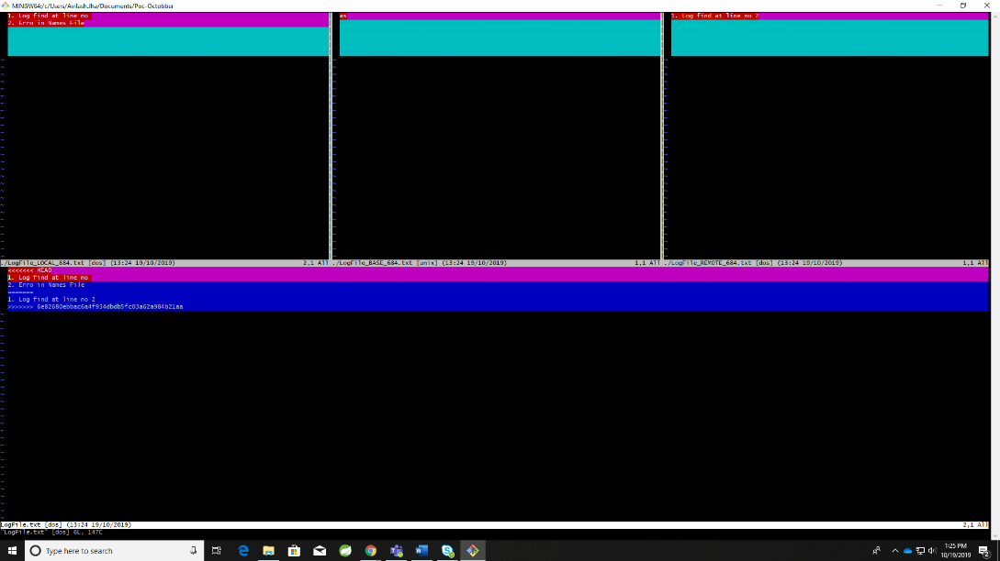 MINGW64:/c/Users/Avilash.Jha/Documents/Poc-Octobber
1. Log find at line no
2. Erro in Names File
as
1. Log find at line no 2
./LogFile_LOCAL_684.txt [dos] (13:24 19/10/2019) 2,1 All
./LogFile_BASE_684.txt [unix] (13:24 19/10/2019) 1,1 All
./LogFile_REMOTE_684.txt [dos] (13:24 19/10/2019) 1,1 All
<<<<<<< HEAD
1. Log find at line no
2. Erro in Names File
=======
1. Log find at line no 2
>>>>>>> 6e82680ebbac6a4f934dbdb5fc03a62a984b21aa
LogFile.txt [dos] (13:24 19/10/2019) 2,1 All
"LogFile.txt" [dos] 6L, 147C
Type here to search
1:25 PM
10/19/2019
2